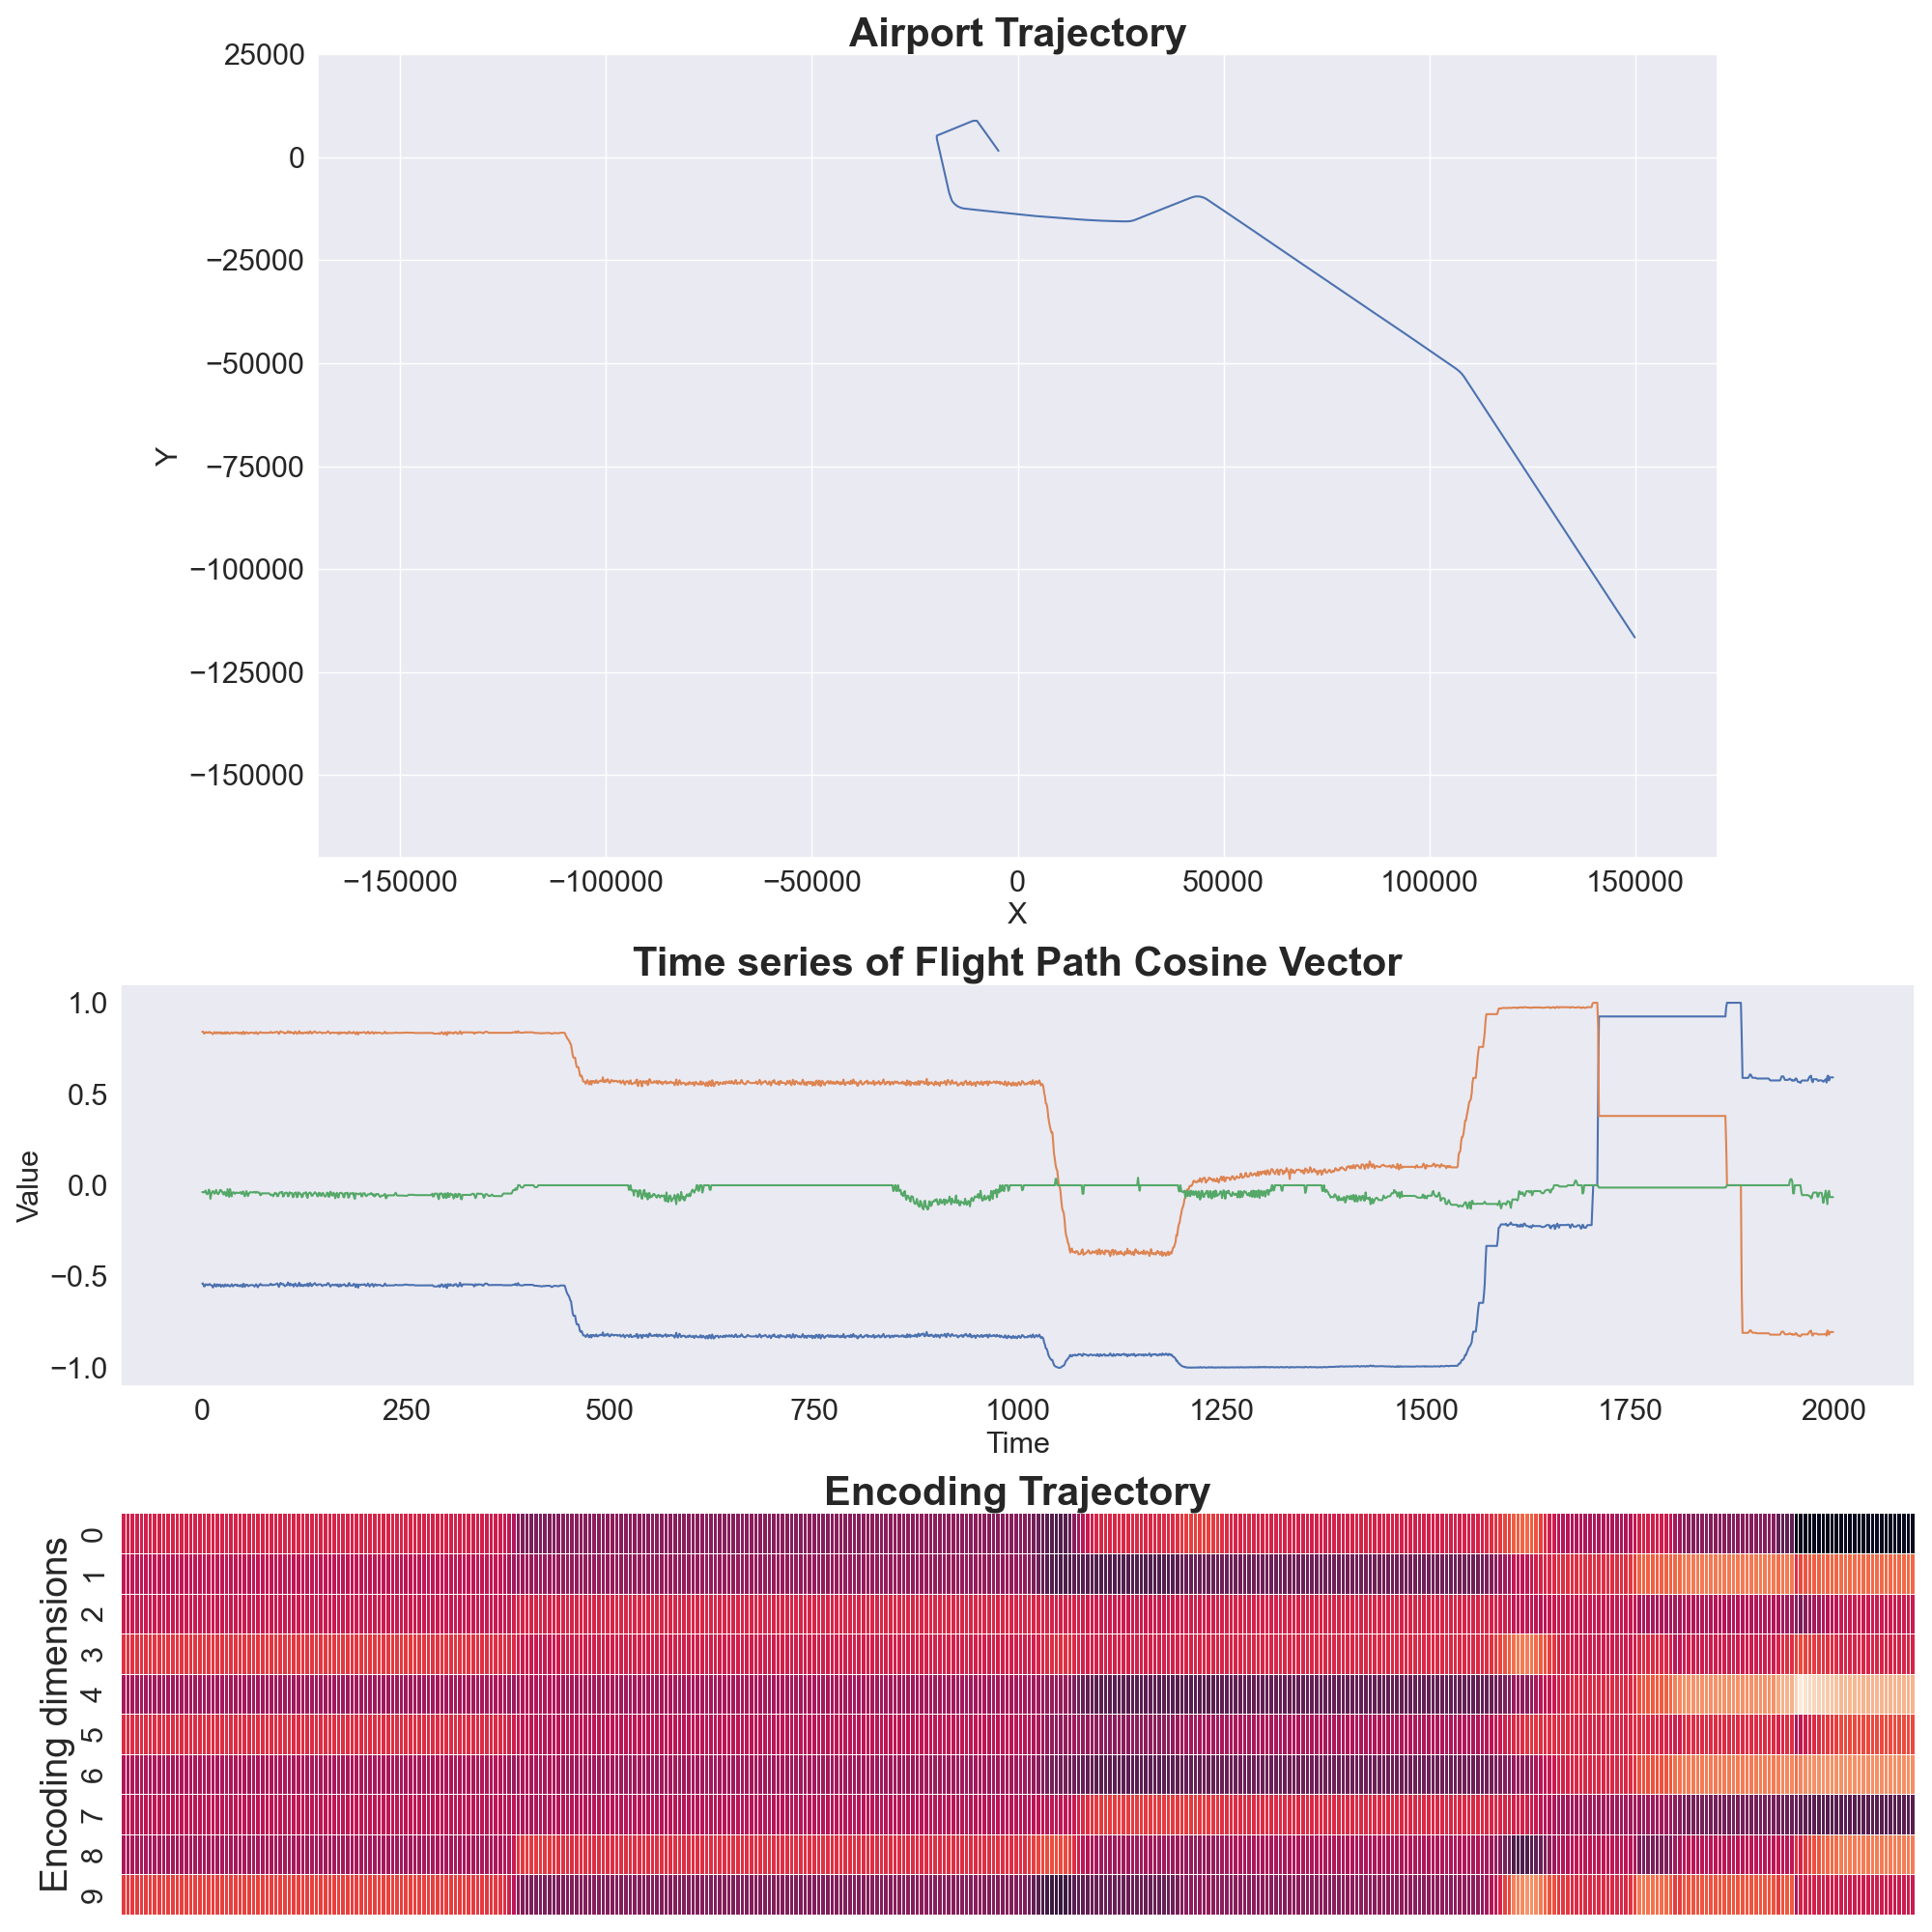 Airport Trajectory
25000
0
−25000
−50000
−75000
−100000
−125000
−150000
Y
−150000 −100000 −50000 0 50000 100000 150000
X
Time series of Flight Path Cosine Vector
1.0
0.5
0.0
−0.5
−1.0
Value
0 250 500 750 1000 1250 1500 1750 2000
Time
Encoding Trajectory
Encoding dimensions
0
1
2
3
4
5
6
7
8
9